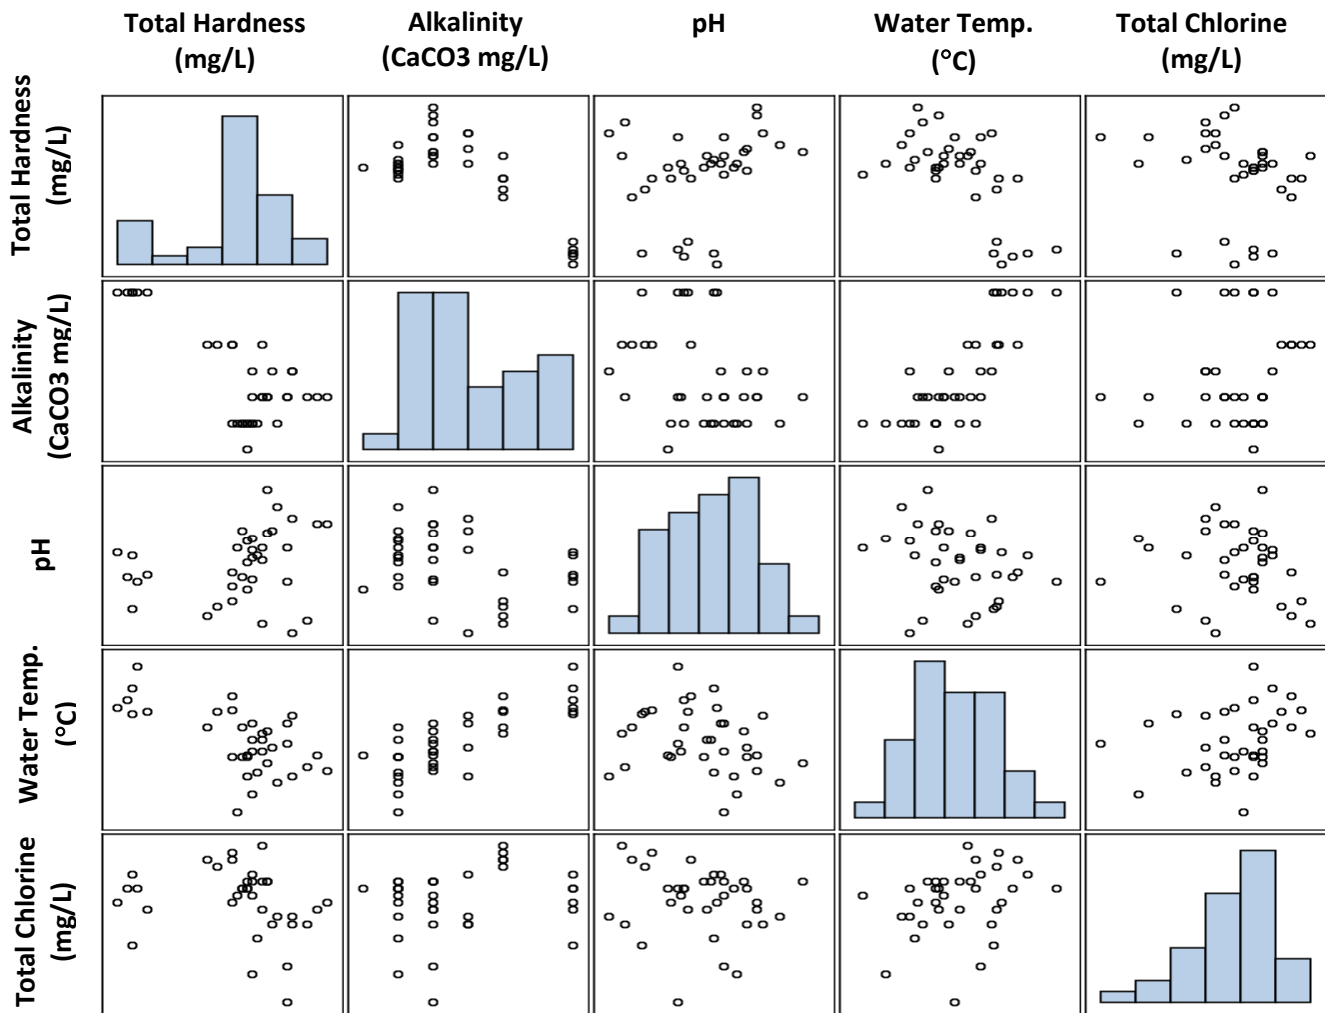 Total Hardness
(mg/L)
Alkalinity
(CaCO3 mg/L)
pH
Water Temp.
(°C)
Total Chlorine
(mg/L)
Total Hardness
(mg/L)
Alkalinity
(CaCO3 mg/L)
pH
Water Temp.
(°C)
Total Chlorine
(mg/L)